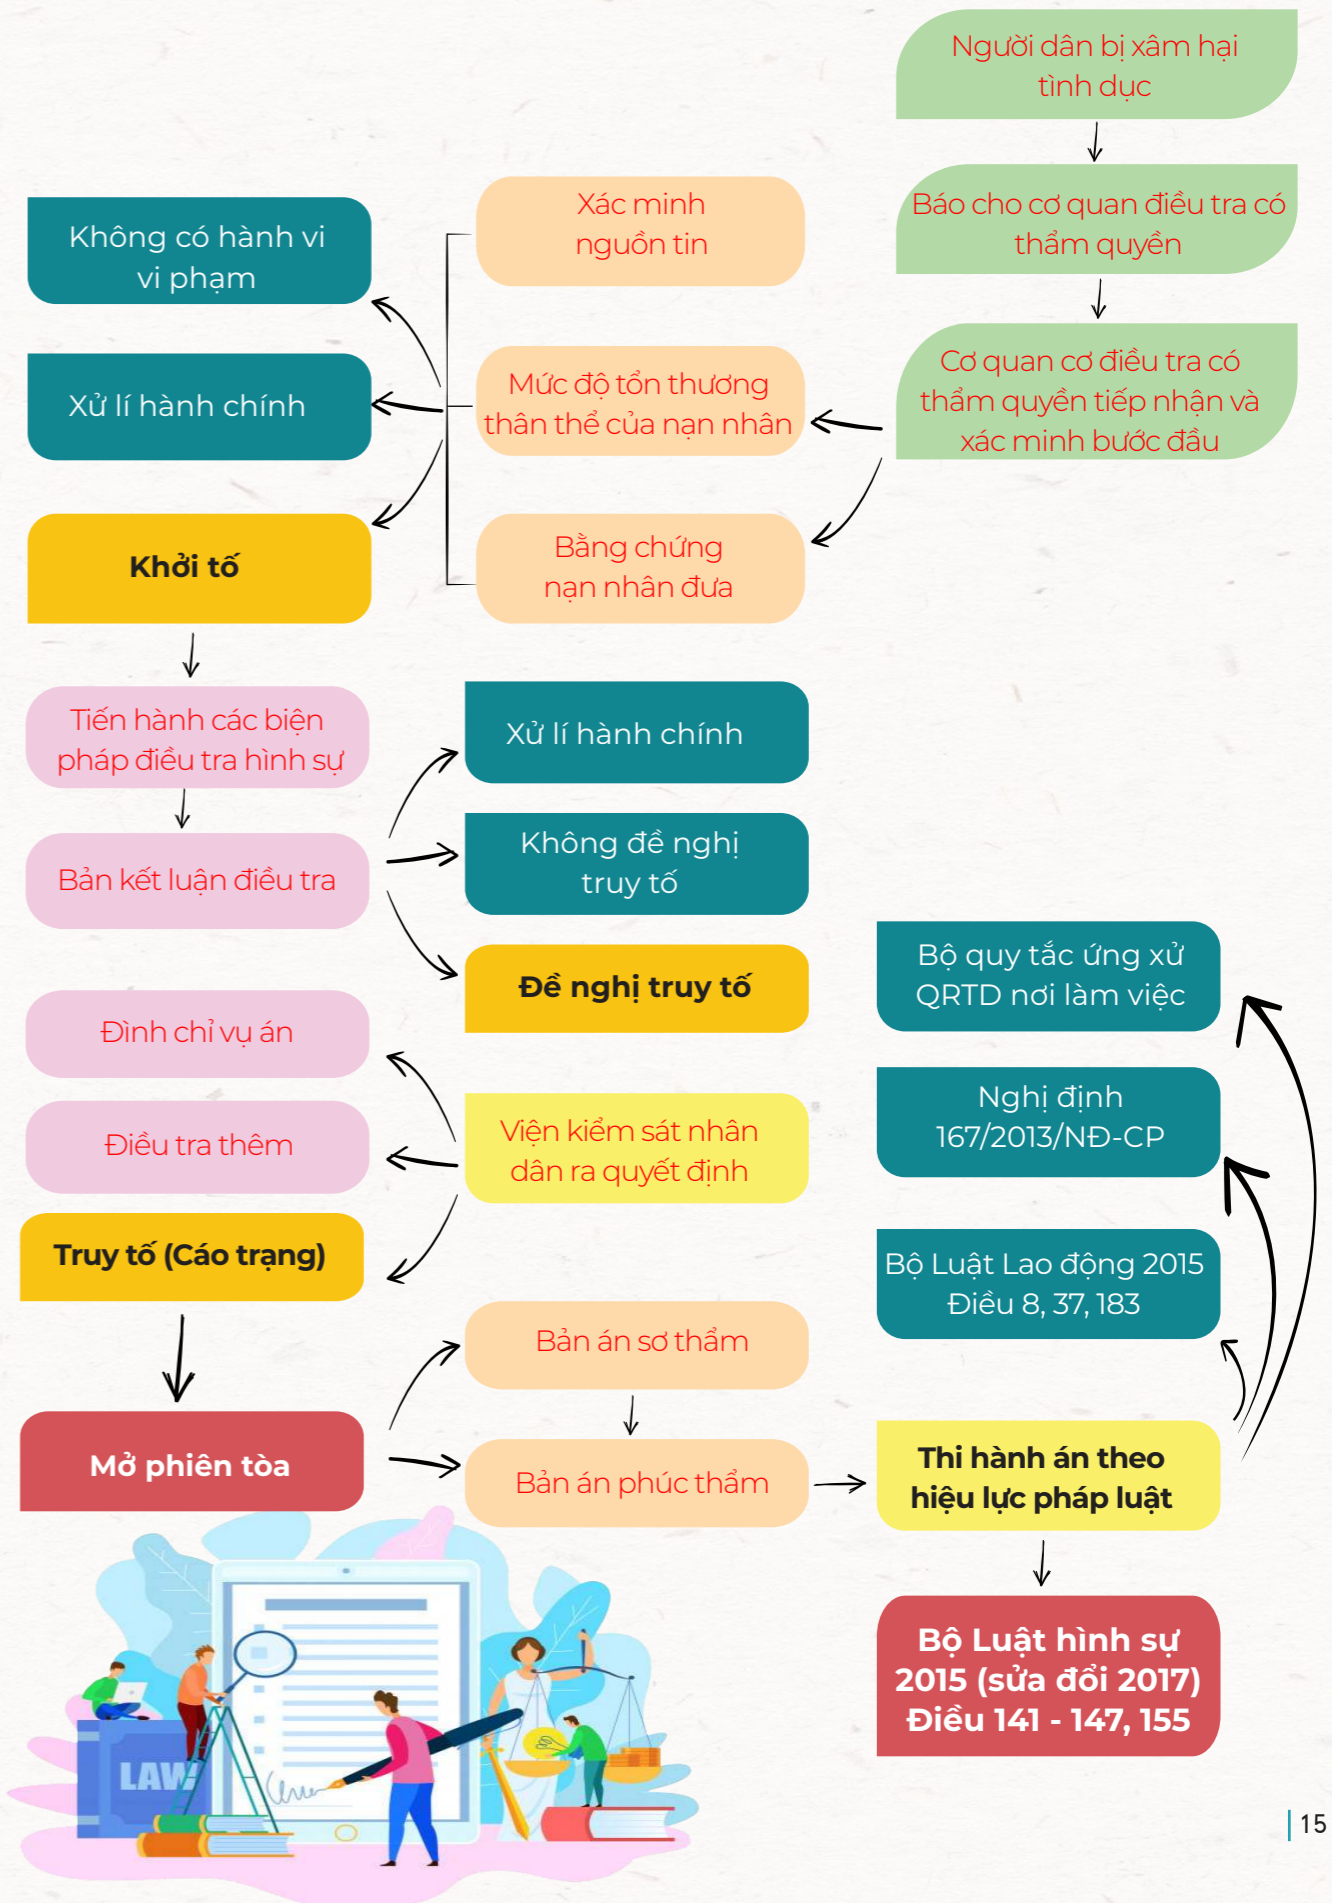 Người dân bị xâm hại
tình dục
Báo cho cơ quan điều tra có
thẩm quyền
Cơ quan cơ điều tra có
thẩm quyền tiếp nhận và
xác minh bước đầu
Xác minh
nguồn tin
Mức độ tổn thương
thân thể của nạn nhân
Bằng chứng
nạn nhân đưa
Không có hành vi
vi phạm
Xử lí hành chính
Khởi tố
Tiến hành các biện
pháp điều tra hình sự
Bản kết luận điều tra
Xử lí hành chính
Không đề nghị
truy tố
Đề nghị truy tố
Viện kiểm sát nhân
dân ra quyết định
Đình chỉ vụ án
Điều tra thêm
Truy tố (Cáo trạng)
Mở phiên tòa
Bản án sơ thẩm
Bản án phúc thẩm
Thi hành án theo
hiệu lực pháp luật
Bộ quy tắc ứng xử
QRTD nơi làm việc
Nghị định
167/2013/NĐ-CP
Bộ Luật Lao động 2015
Điều 8, 37, 183
Bộ Luật hình sự
2015 (sửa đổi 2017)
Điều 141 - 147, 155
LAW
15